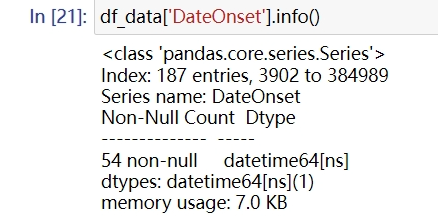 In [21]: df_data['DateOnset'].info()
<class 'pandas.core.series.Series'>
Index: 187 entries, 3902 to 384989
Series name: DateOnset
Non-Null Count  Dtype
--------------  -----
54 non-null     datetime64[ns]
dtypes: datetime64[ns](1)
memory usage: 7.0 KB